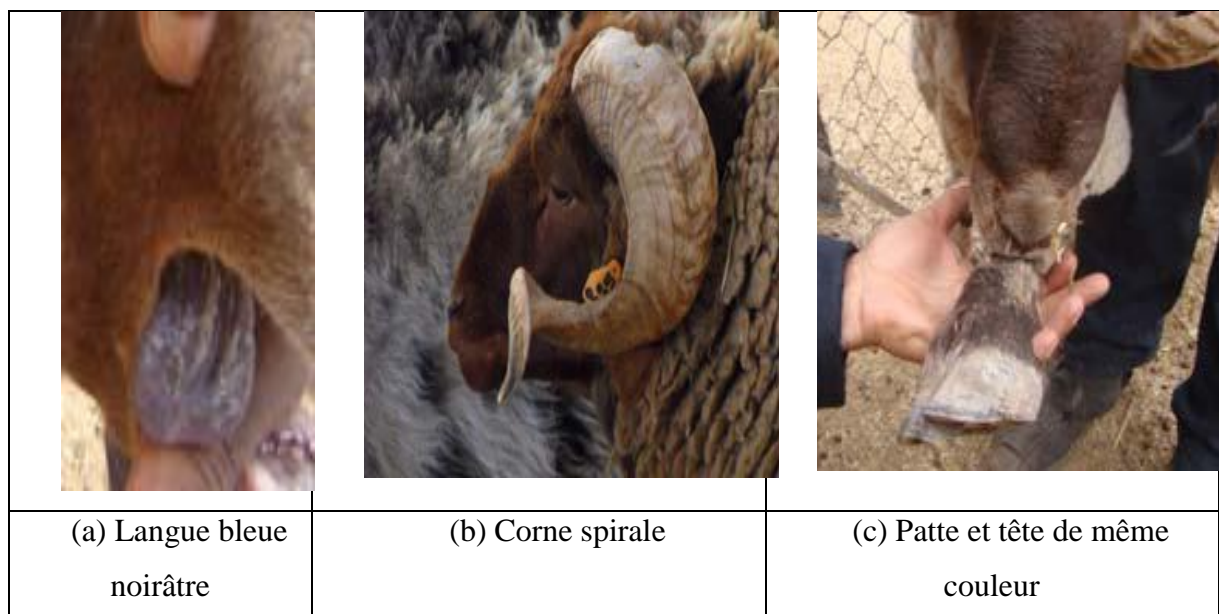 (a) Langue bleue
noirâtre
(b) Corne spirale
(c) Patte et tête de même
couleur